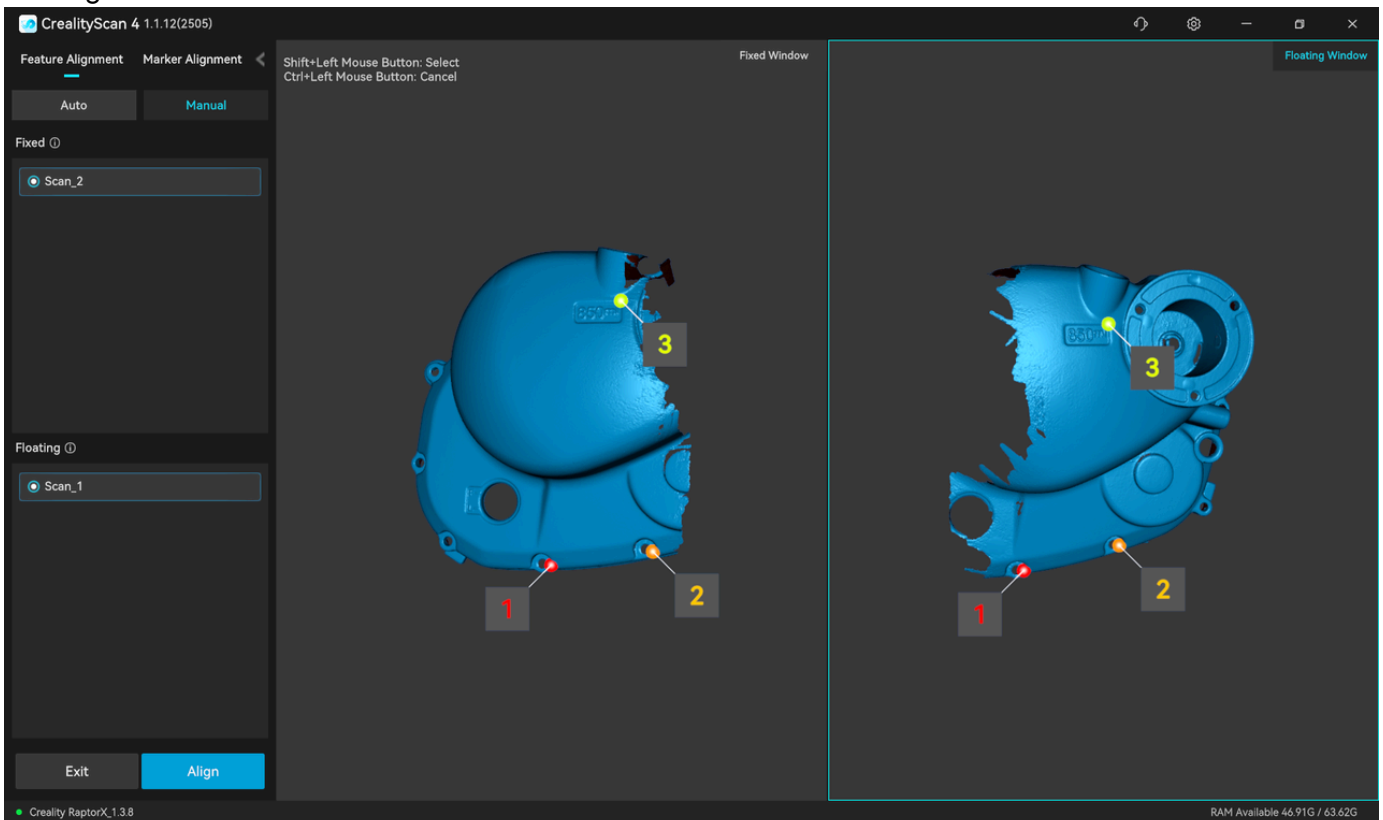 CrealityScan 4 1.1.12(2505)
Feature Alignment Marker Alignment
Auto Manual
Fixed
Scan_2
Floating
Scan_1
Exit Align
Shift+Left Mouse Button: Select
Ctrl+Left Mouse Button: Cancel
Fixed Window
3
1
2
Floating Window
3
1
2
Creality RaptorX_1.3.8
RAM Available 46.91G / 63.62G